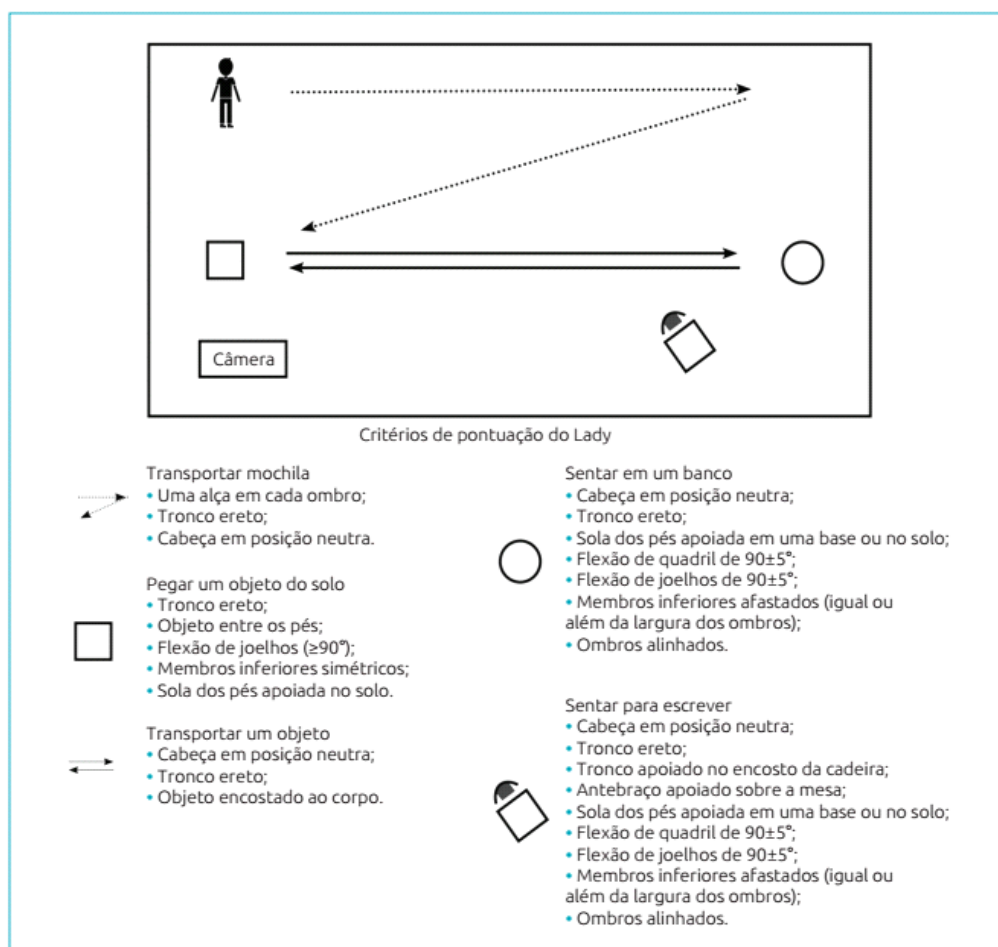 Câmera
Critérios de pontuação do Lady
Transportar mochila
• Uma alça em cada ombro;
• Tronco ereto;
• Cabeça em posição neutra.
Pegar um objeto do solo
• Tronco ereto;
• Objeto entre os pés;
• Flexão de joelhos (≥90°);
• Membros inferiores simétricos;
• Sola dos pés apoiada no solo.
Transportar um objeto
• Cabeça em posição neutra;
• Tronco ereto;
• Objeto encostado ao corpo.
Sentar em um banco
• Cabeça em posição neutra;
• Tronco ereto;
• Sola dos pés apoiada em uma base ou no solo;
• Flexão de quadril de 90±5°;
• Flexão de joelhos de 90±5°;
• Membros inferiores afastados (igual ou
além da largura dos ombros);
• Ombros alinhados.
Sentar para escrever
• Cabeça em posição neutra;
• Tronco ereto;
• Tronco apoiado no encosto da cadeira;
• Antebraço apoiado sobre a mesa;
• Sola dos pés apoiada em uma base ou no solo;
• Flexão de quadril de 90±5°;
• Flexão de joelhos de 90±5°;
• Membros inferiores afastados (igual ou
além da largura dos ombros);
• Ombros alinhados.